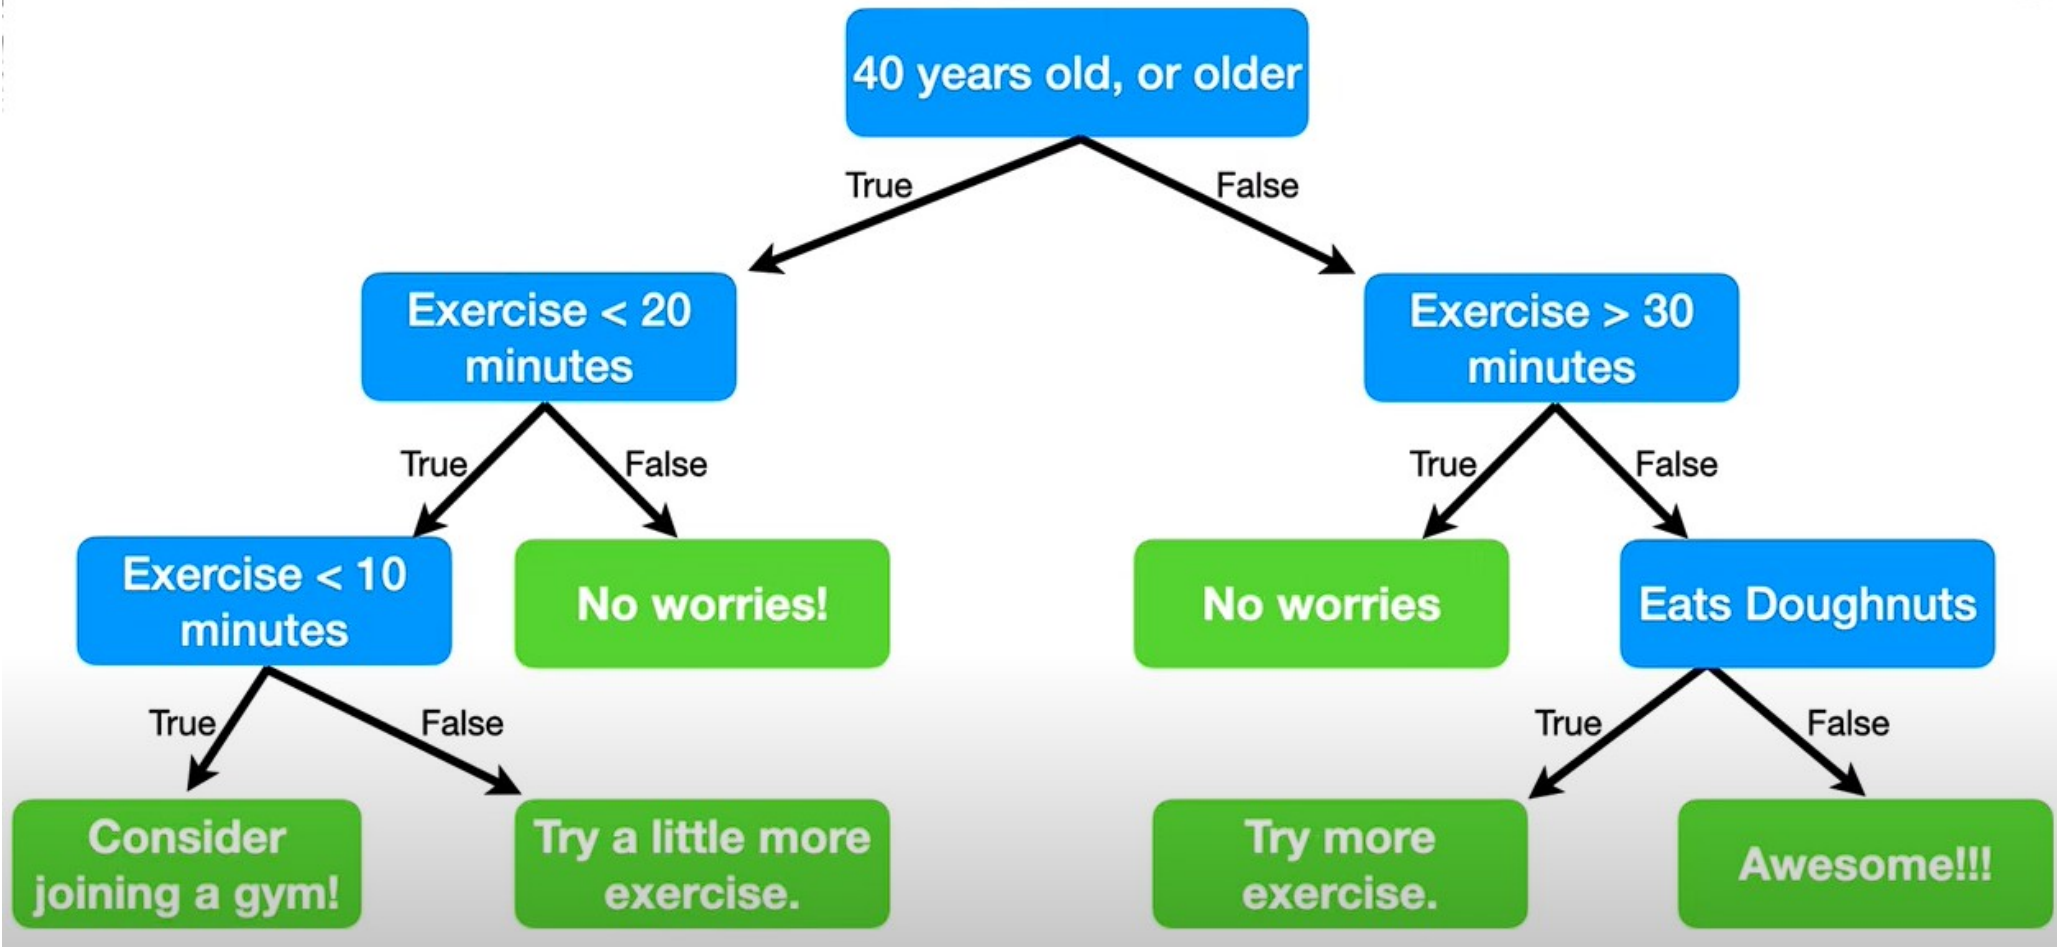 40 years old, or older
True
False
Exercise < 20
minutes
Exercise > 30
minutes
True
False
True
False
Exercise < 10
minutes
No worries!
No worries
Eats Doughnuts
True
False
True
False
Consider
joining a gym!
Try a little more
exercise.
Try more
exercise.
Awesome!!!